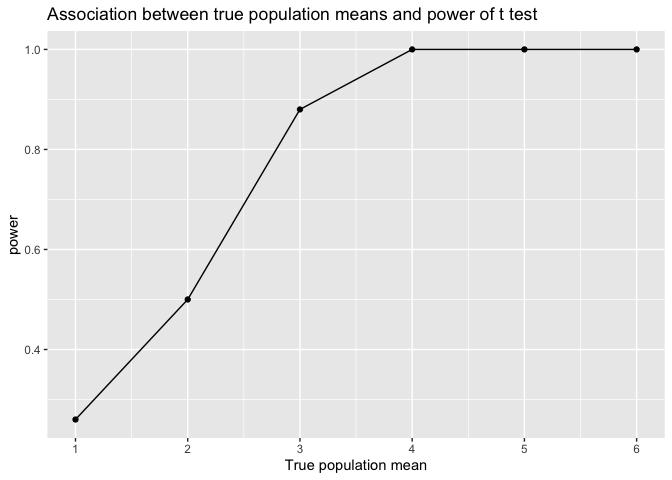 Association between true population means and power of t test
1.0
0.8
0.6
0.4
power
1 2 3 4 5 6
True population mean